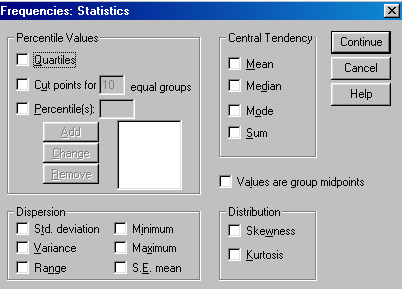 Frequencies: Statistics
Percentile Values
Quartiles
Cut points for 10 equal groups
Percentile(s):
Add
Change
Remove
Central Tendency
Mean
Median
Mode
Sum
Continue
Cancel
Help
Values are group midpoints
Dispersion
Std. deviation Minimum
Variance Maximum
Range S.E. mean
Distribution
Skewness
Kurtosis